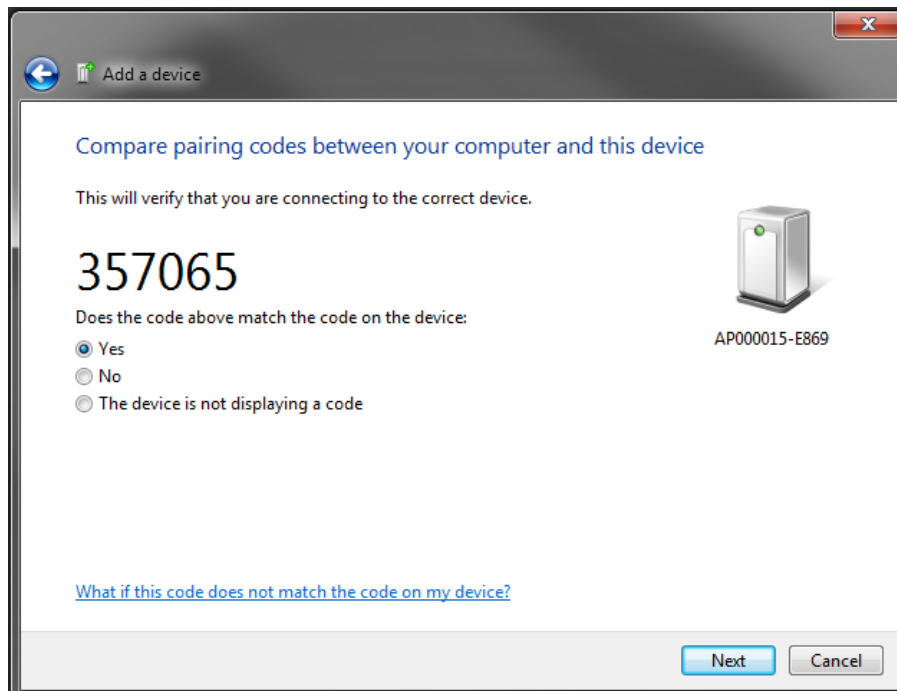 Add a device
Compare pairing codes between your computer and this device
This will verify that you are connecting to the correct device.
357065
Does the code above match the code on the device:
Yes
No
The device is not displaying a code
AP000015-E869
What if this code does not match the code on my device?
Next
Cancel